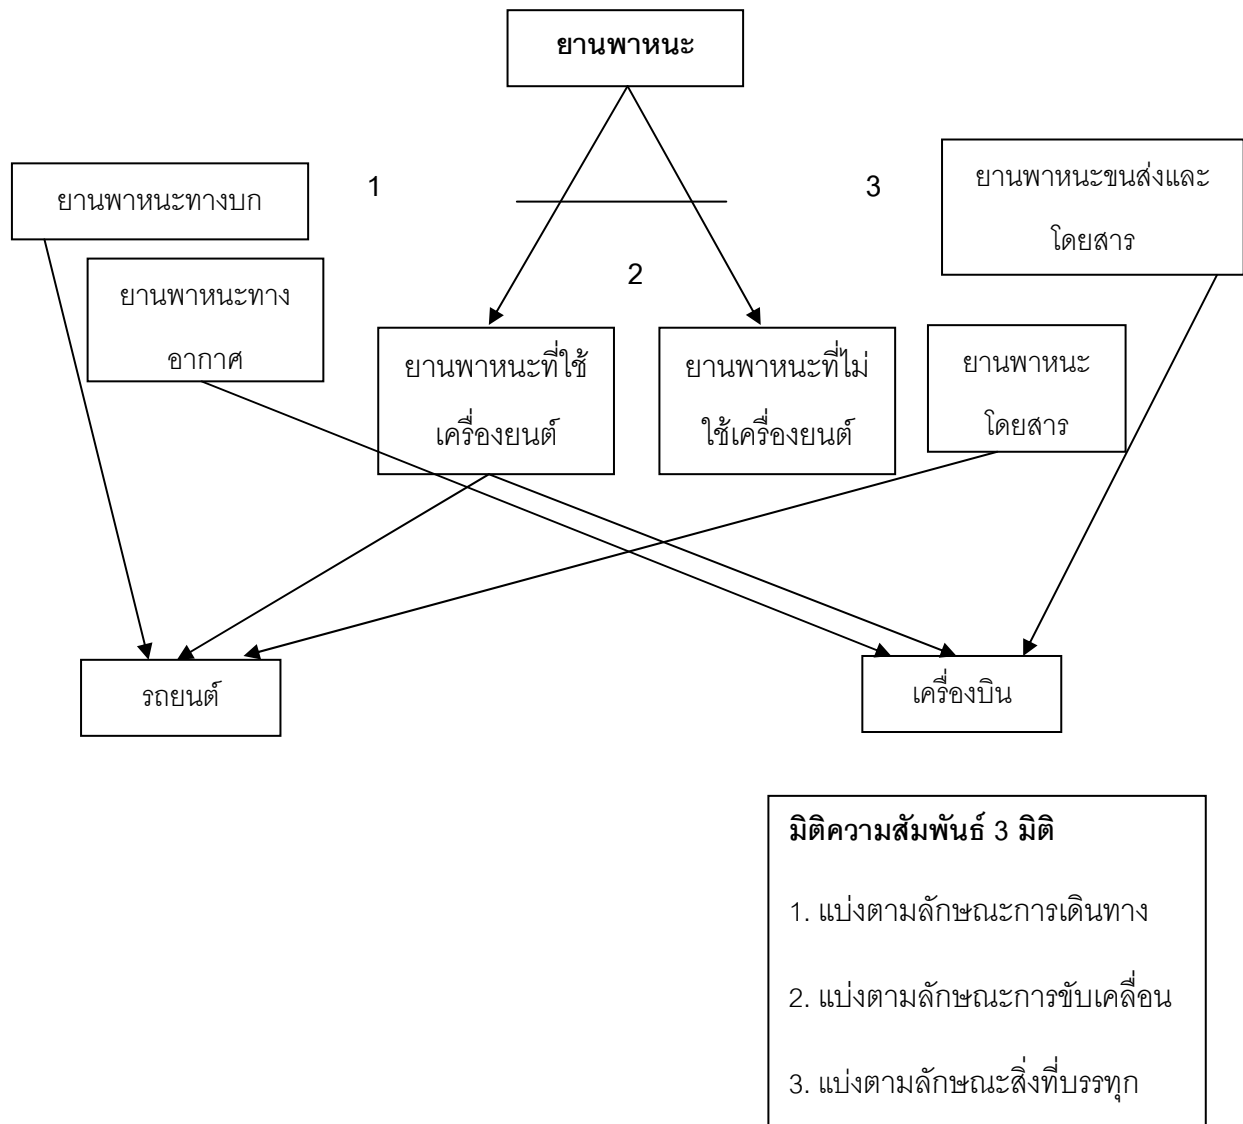 ยานพาหนะ
ยานพาหนะทางบก
1
3
ยานพาหนะขนส่งและ
โดยสาร
ยานพาหนะทาง
อากาศ
2
ยานพาหนะที่ใช้
เครื่องยนต์
ยานพาหนะที่ไม่
ใช้เครื่องยนต์
ยานพาหนะ
โดยสาร
รถยนต์
เครื่องบิน
มิติความสัมพันธ์ 3 มิติ
1. แบ่งตามลักษณะการเดินทาง
2. แบ่งตามลักษณะการขับเคลื่อน
3. แบ่งตามลักษณะสิ่งที่บรรทุก